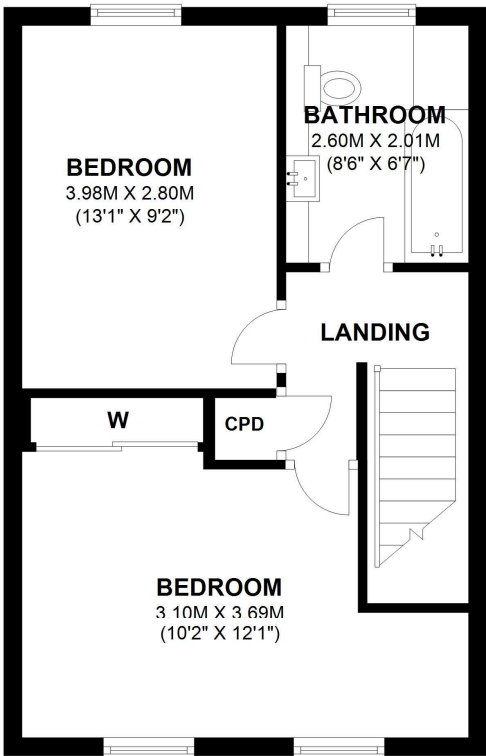 BATHROOM
2.60M X 2.01M
(8'6" X 6'7")
BEDROOM
3.98M X 2.80M
(13'1" X 9'2")
LANDING
W
CPD
BEDROOM
3.10M X 3.69M
(10'2" X 12'1")